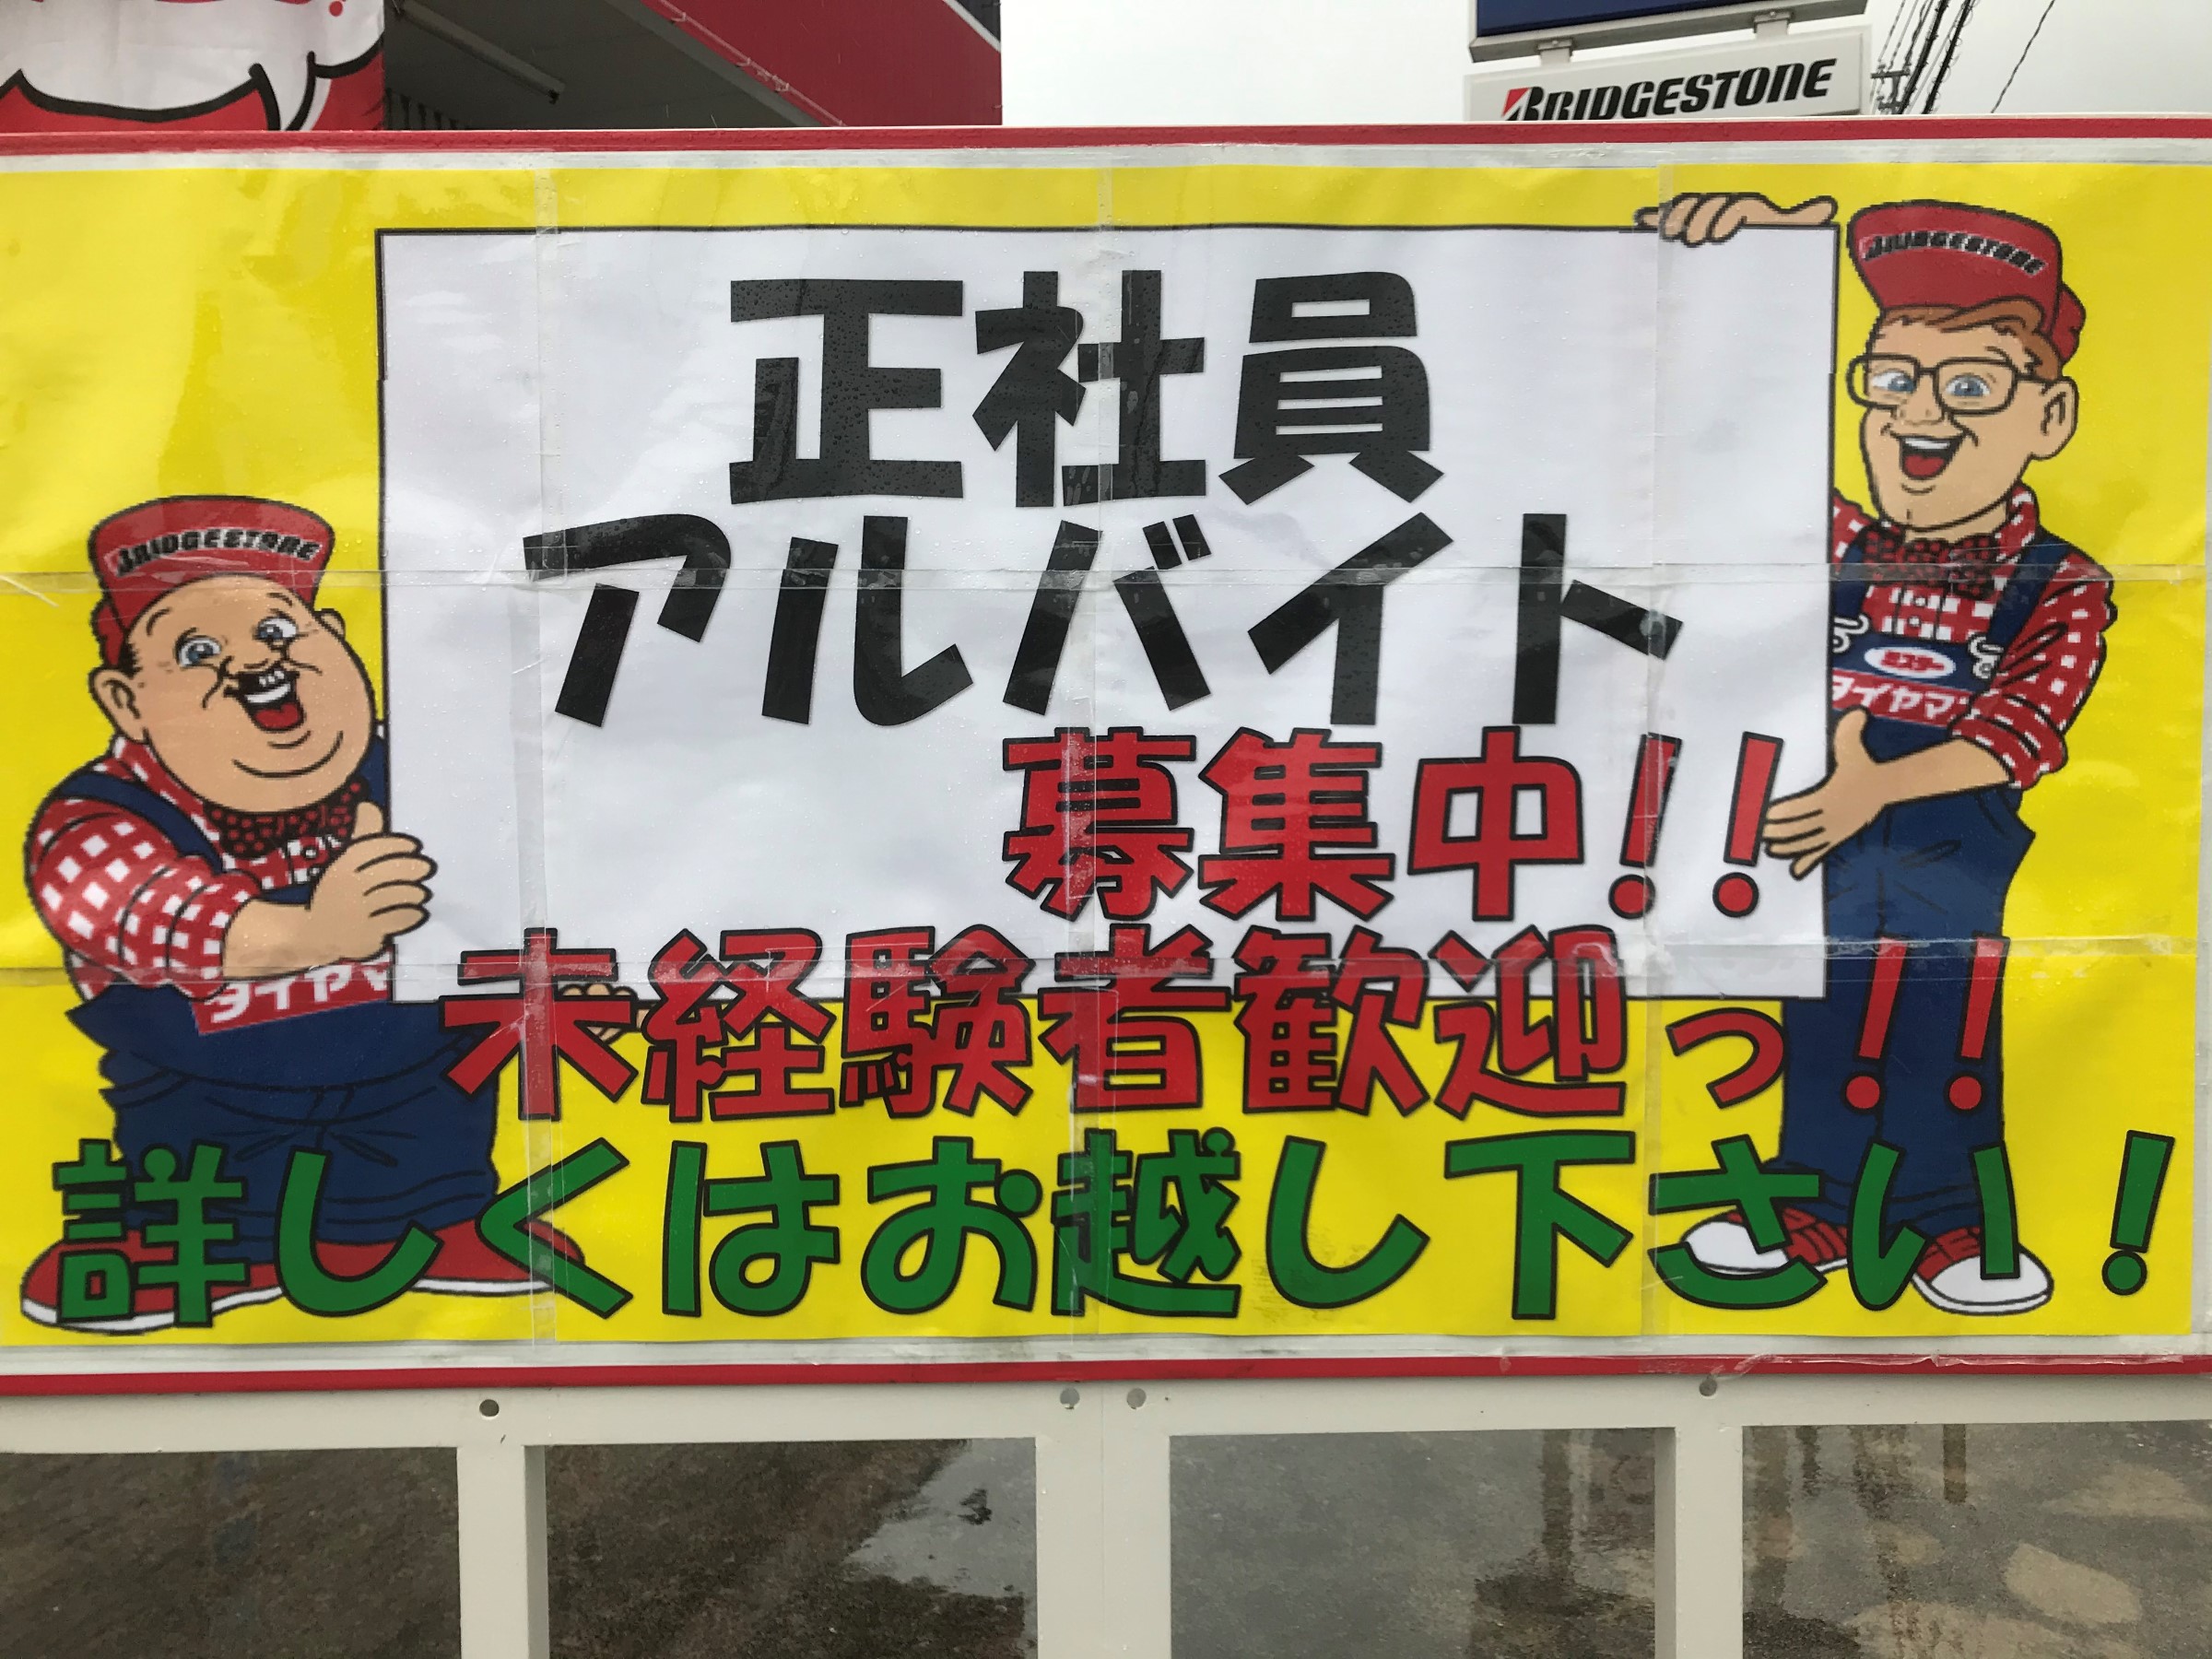 BRIDGESTONE
BRIDGESTONE
正社員
アルバイト
BRIDGESTONE
ミスター
タイヤマ
募集中!!
タイヤマ
未経験者歓迎っ!!
詳しくはお越し下さい!